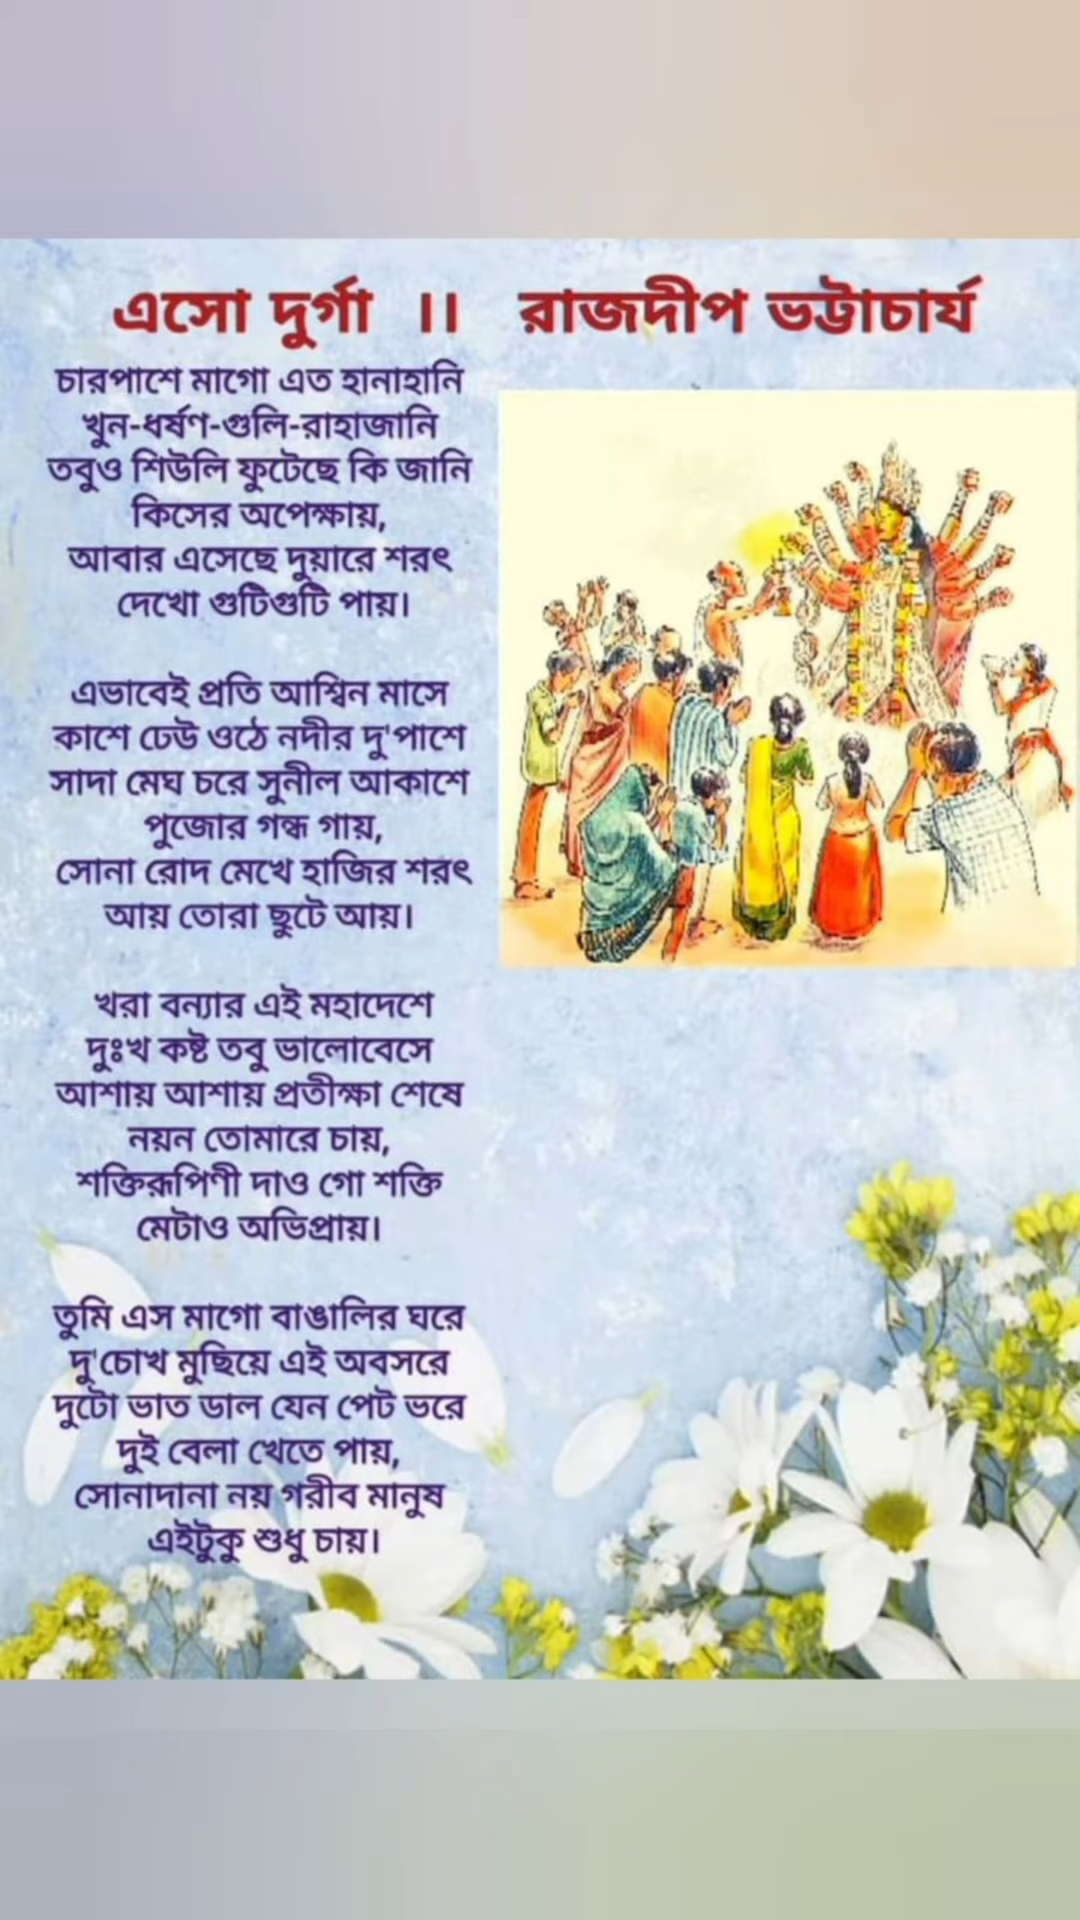 এসো দুর্গা ।। রাজদীপ ভট্টাচার্য
চারপাশে মাগো এত হানাহানি
খুন-ধর্ষণ-গুলি-রাহাজানি
তবুও শিউলি ফুটেছে কি জানি
কিসের অপেক্ষায়,
আবার এসেছে দুয়ারে শরৎ
দেখো গুটিগুটি পায়।
এভাবেই প্রতি আশ্বিন মাসে
কাশে ঢেউ ওঠে নদীর দু'পাশে
সাদা মেঘ চরে সুনীল আকাশে
পুজোর গন্ধ গায়,
সোনা রোদ মেখে হাজির শরৎ
আয় তোরা ছুটে আয়।
খরা বন্যার এই মহাদেশে
দুঃখ কষ্ট তবু ভালোবেসে
আশায় আশায় প্রতীক্ষা শেষে
নয়ন তোমারে চায়,
শক্তিরূপিণী দাও গো শক্তি
মেটাও অভিপ্রায়।
তুমি এস মাগো বাঙালির ঘরে
দু'চোখ মুছিয়ে এই অবসরে
দুটো ভাত ডাল যেন পেট ভরে
দুই বেলা খেতে পায়,
সোনাদানা নয় গরীব মানুষ
এইটুকু শুধু চায়।